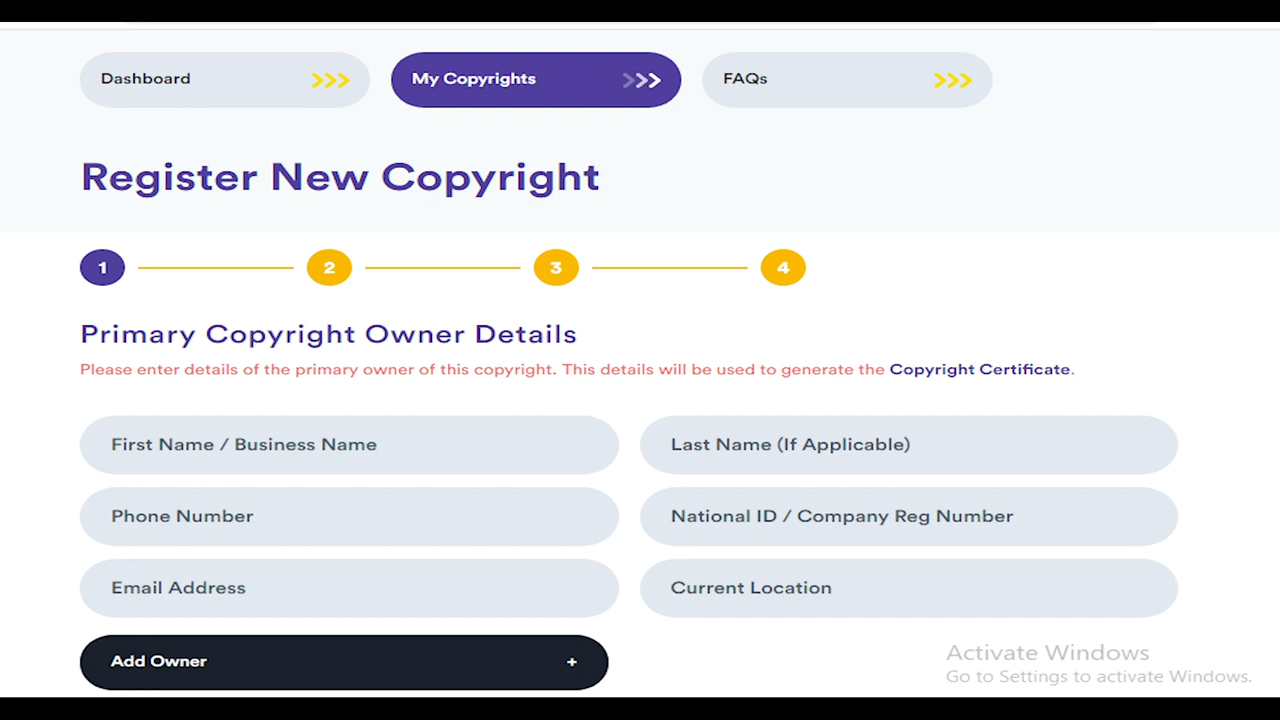 Dashboard
My Copyrights
FAQs
Register New Copyright
1 2 3 4
Primary Copyright Owner Details
Please enter details of the primary owner of this copyright. This details will be used to generate the Copyright Certificate.
First Name / Business Name
Last Name (If Applicable)
Phone Number
National ID / Company Reg Number
Email Address
Current Location
Add Owner +
Activate Windows
Go to Settings to activate Windows.